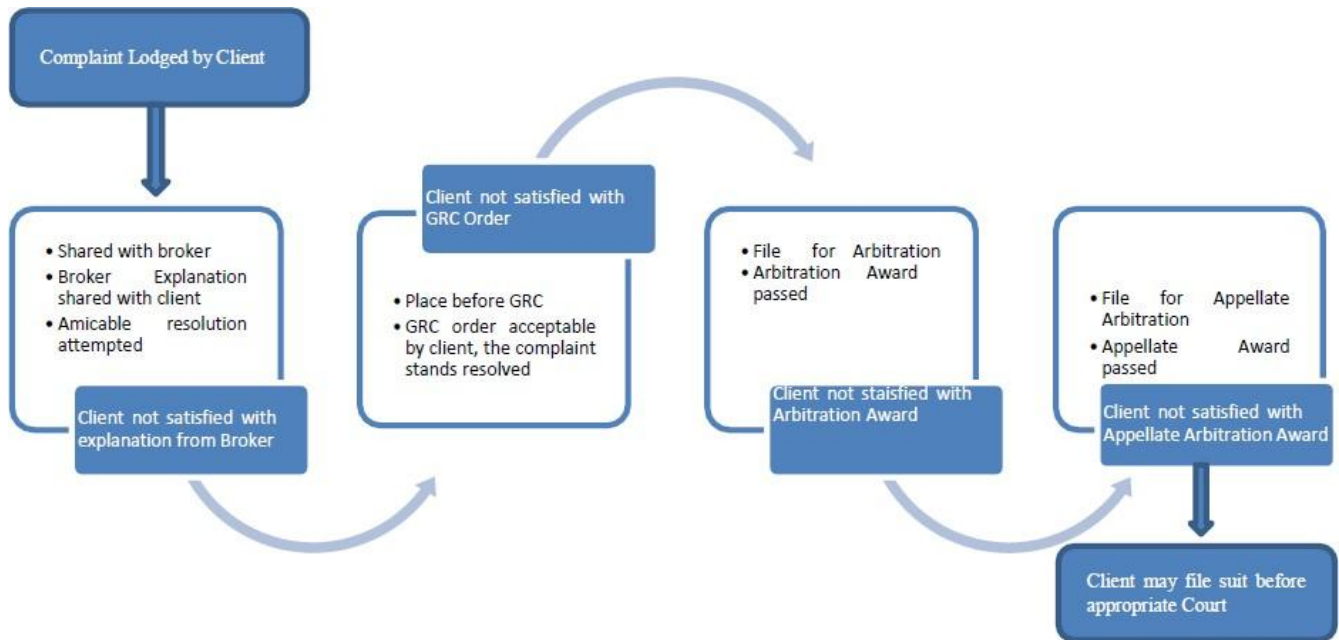 Complaint Lodged by Client
• Shared with broker
• Broker Explanation
shared with client
• Amicable resolution
attempted
Client not satisfied with
explanation from Broker
Client not satisfied with
GRC Order
• Place before GRC
• GRC order acceptable
by client, the complaint
stands resolved
• File for Arbitration
• Arbitration Award
passed
Client not staisfied with
Arbitration Award
• File for Appellate
Arbitration
• Appellate Award
passed
Client not satisfied with
Appellate Arbitration Award
Client may file suit before
appropriate Court